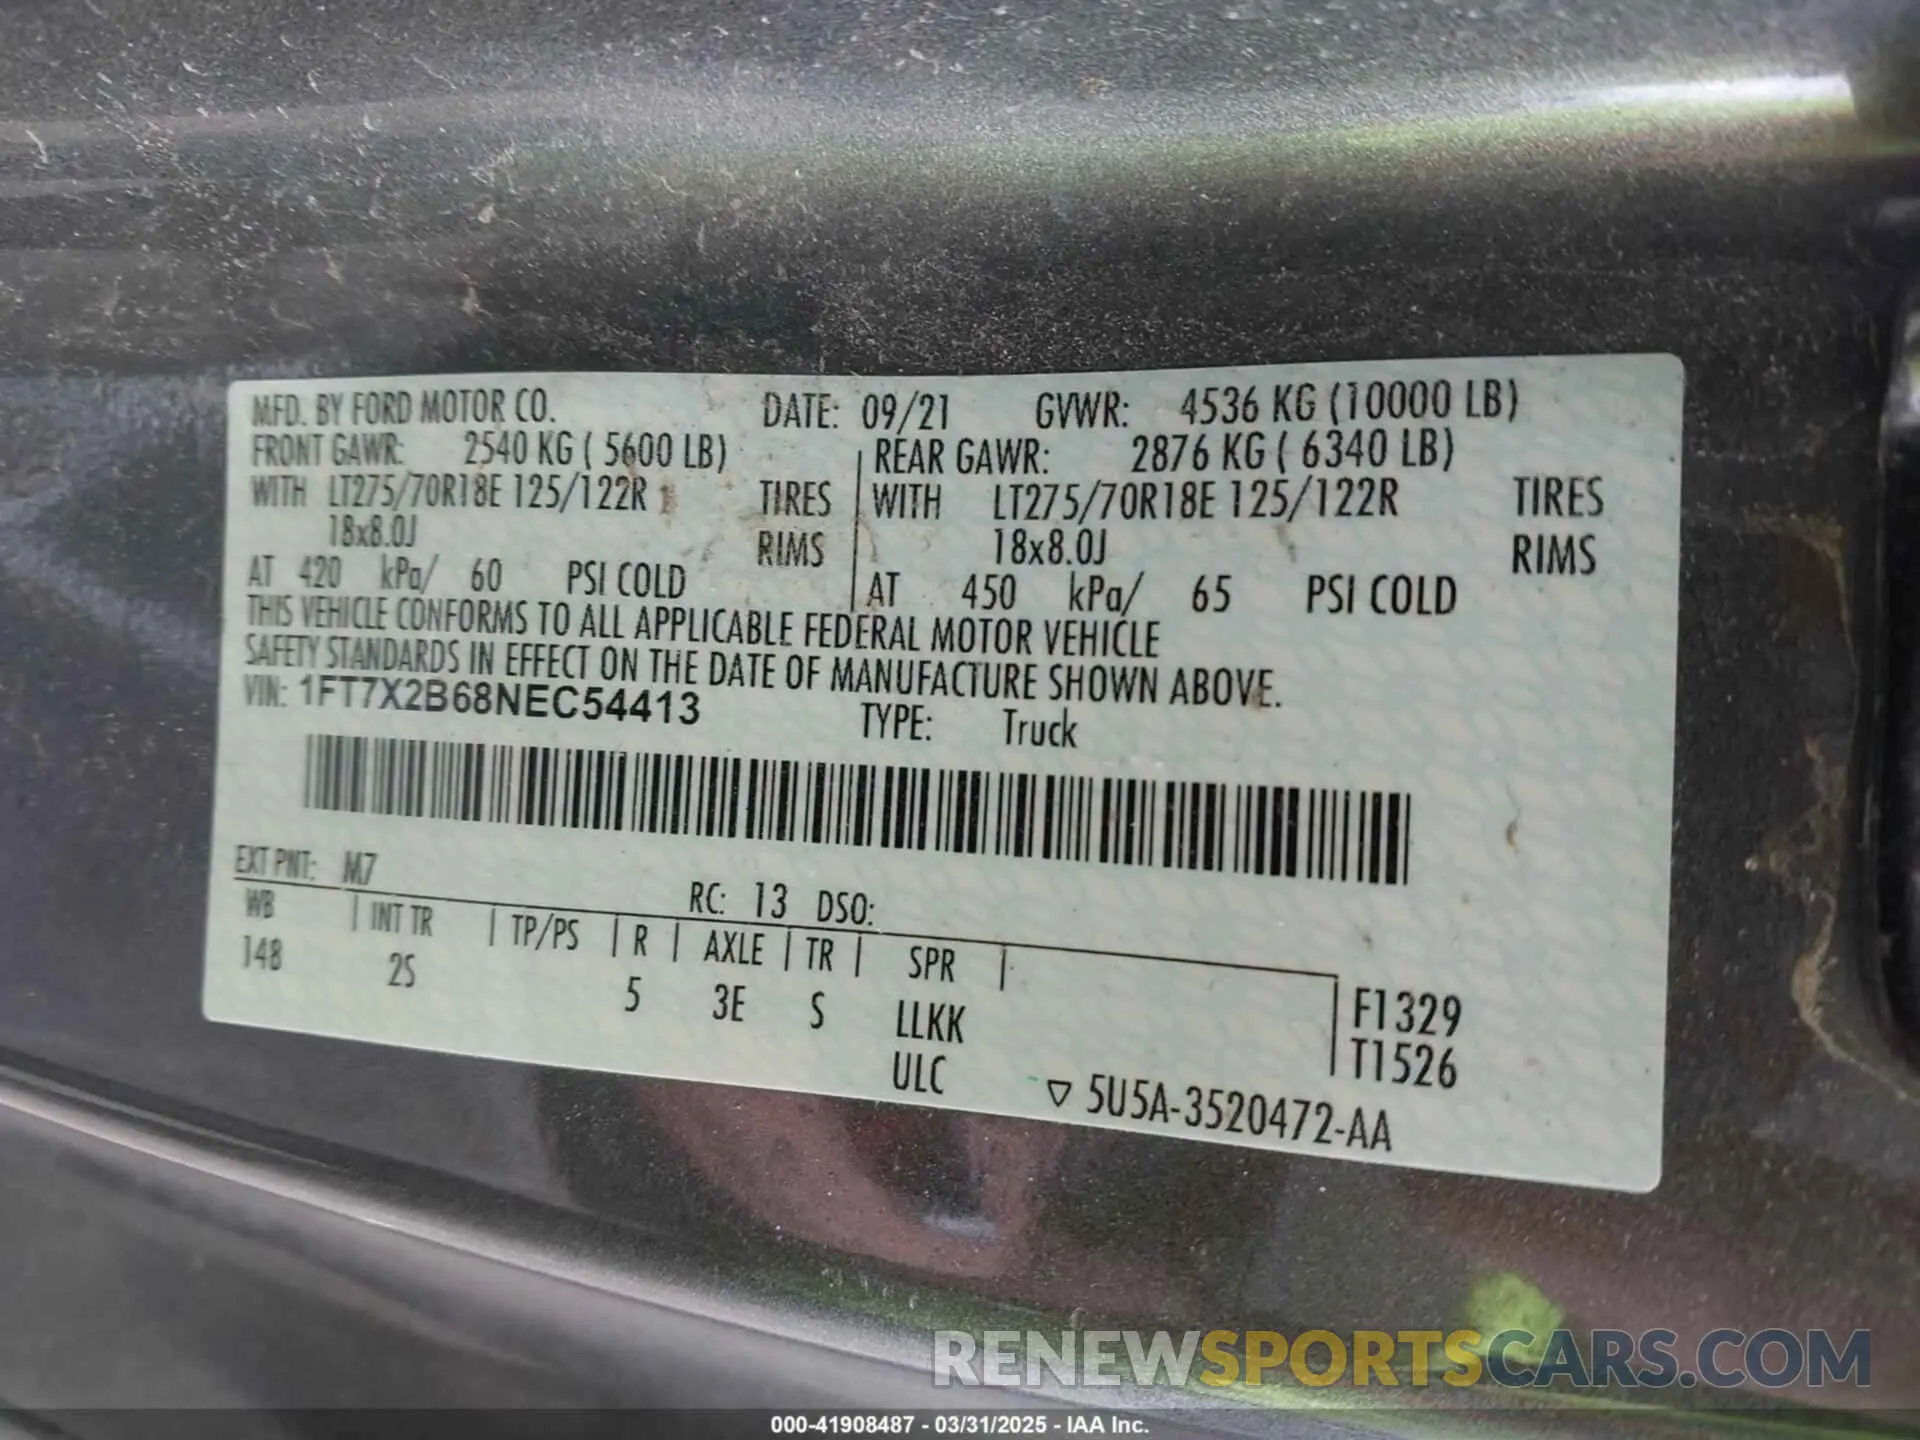 MFD. BY FORD MOTOR CO. DATE: 09/21 GVWR: 4536 KG (10000 LB)
FRONT GAWR: 2540 KG ( 5600 LB) REAR GAWR: 2876 KG ( 6340 LB)
WITH LT275/70R18E 125/122R TIRES WITH LT275/70R18E 125/122R TIRES
18x8.0J RIMS 18x8.0J RIMS
AT 420 kPa/ 60 PSI COLD AT 450 kPa/ 65 PSI COLD
THIS VEHICLE CONFORMS TO ALL APPLICABLE FEDERAL MOTOR VEHICLE
SAFETY STANDARDS IN EFFECT ON THE DATE OF MANUFACTURE SHOWN ABOVE.
VIN: 1FT7X2B68NEC54413 TYPE: Truck
EXT PNT: M7 RC: 13 DSO:
WB INT TR TP/PS R AXLE TR SPR
148 2S 5 3E S LLKK F1329
ULC T1526
▽ 5U5A-3520472-AA
RENEWSPORTSCARS.COM
000-41908487 - 03/31/2025 - IAA Inc.